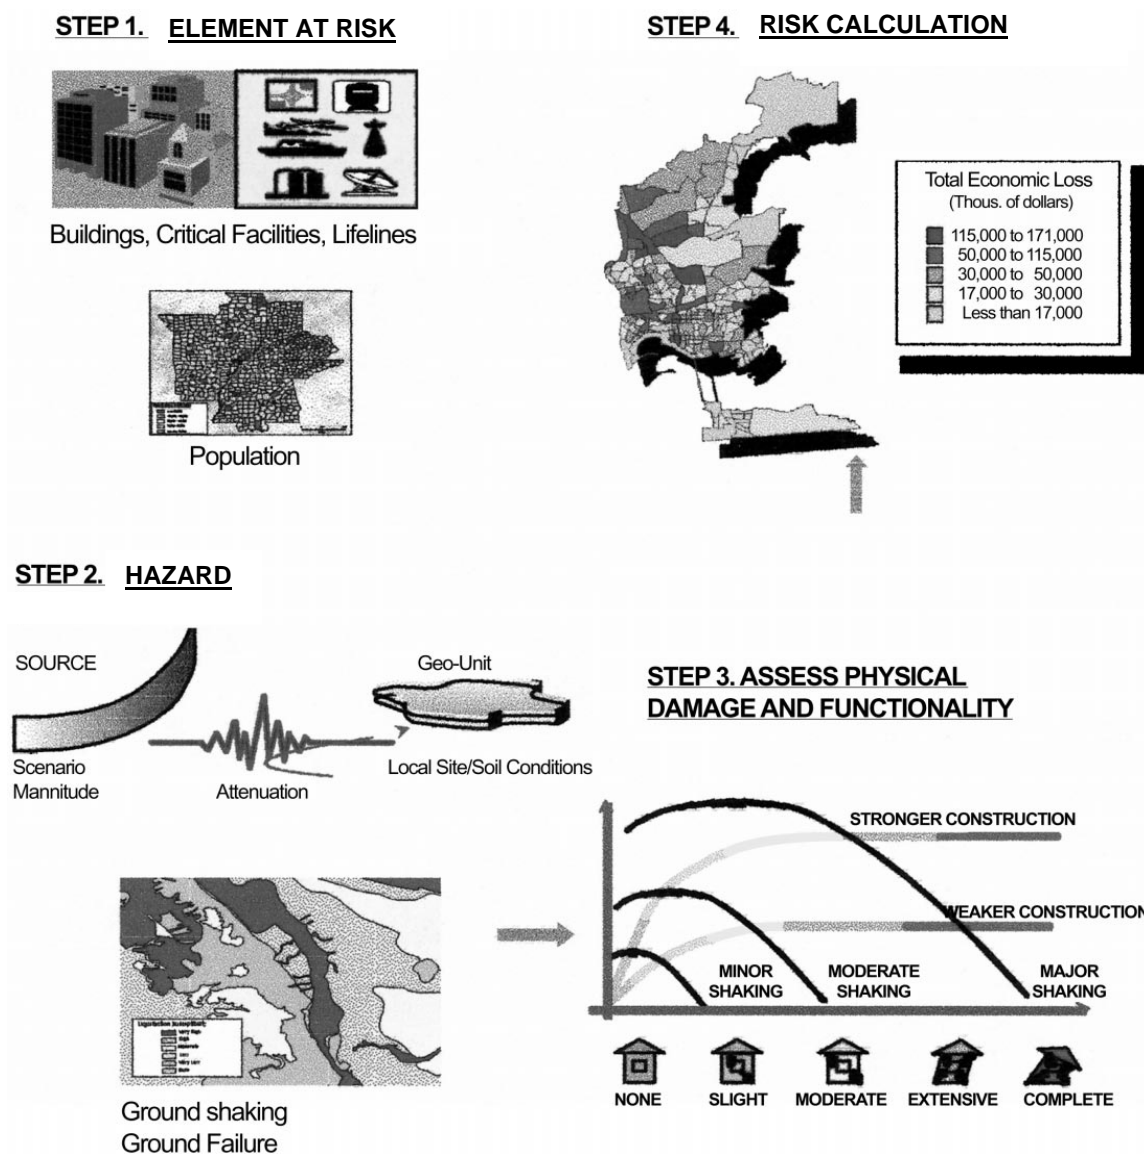 STEP 1. ELEMENT AT RISK
Buildings, Critical Facilities, Lifelines
Population
STEP 2. HAZARD
SOURCE
Geo-Unit
Scenario
Mannitude
Attenuation
Local Site/Soil Conditions
Ground shaking
Ground Failure
STEP 3. ASSESS PHYSICAL
DAMAGE AND FUNCTIONALITY
STRONGER CONSTRUCTION
WEAKER CONSTRUCTION
MINOR
SHAKING
MODERATE
SHAKING
MAJOR
SHAKING
NONE
SLIGHT
MODERATE
EXTENSIVE
COMPLETE
STEP 4. RISK CALCULATION
Total Economic Loss
(Thous. of dollars)
115,000 to 171,000
50,000 to 115,000
30,000 to 50,000
17,000 to 30,000
Less than 17,000